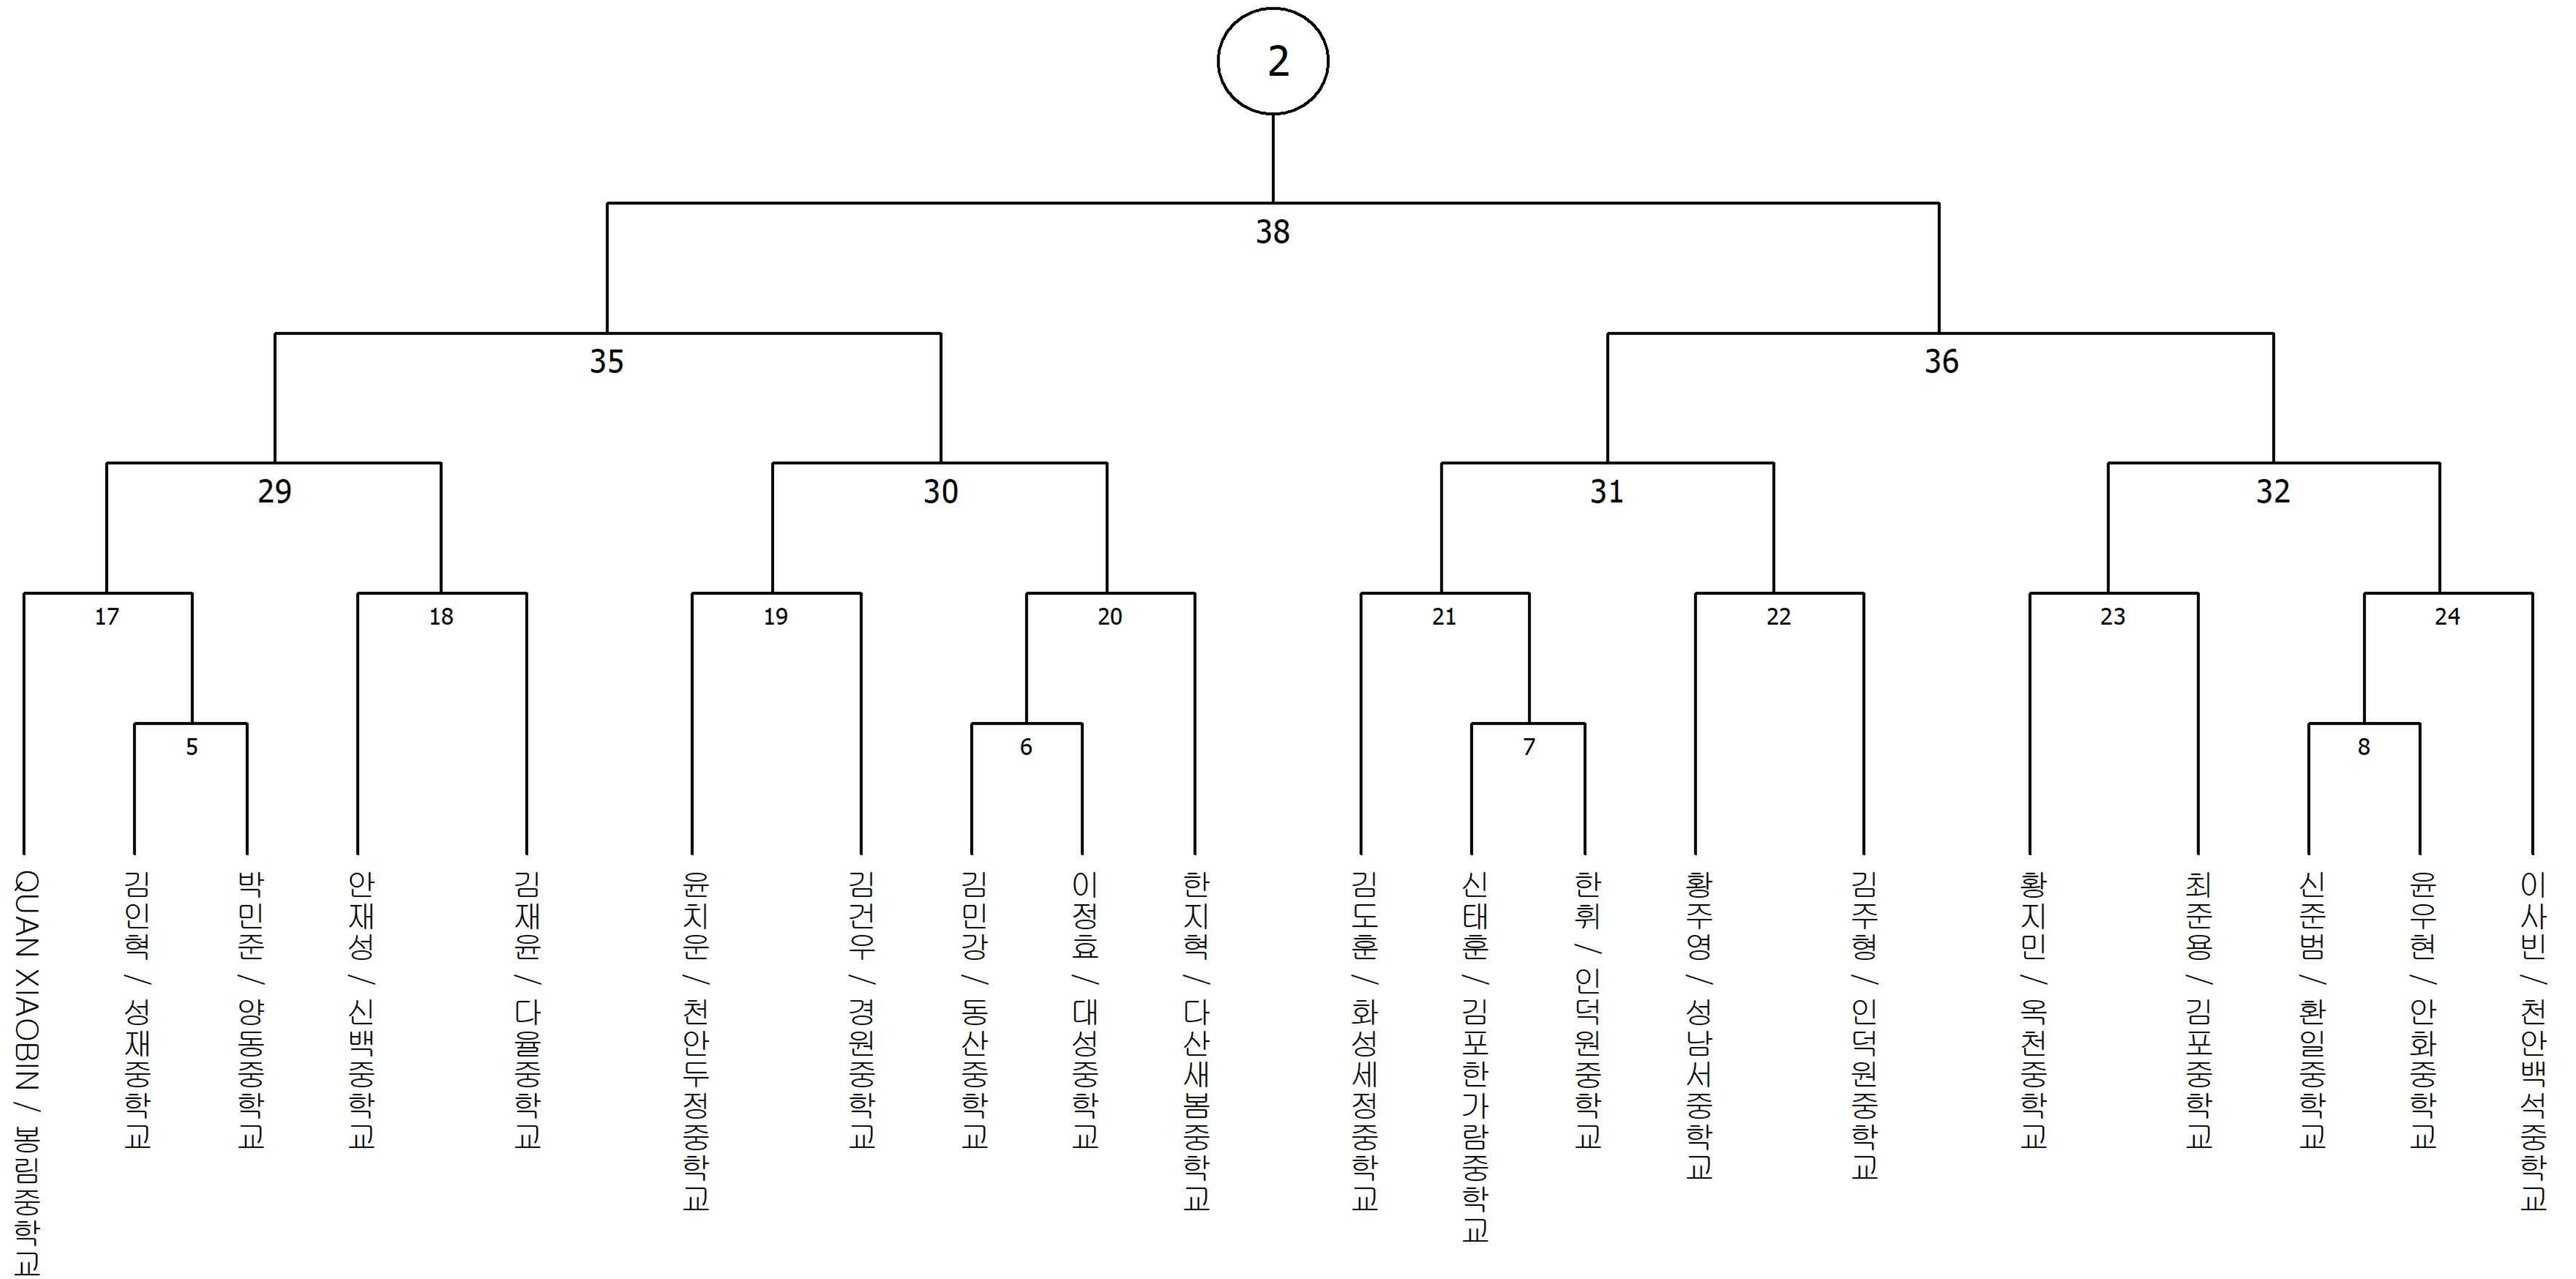 2
38
35
36
29
30
31
32
17
18
19
20
21
22
23
24
5
6
7
8
QUAN XIAOBIN / 봉림중학교
김인혁 / 성재중학교
박민준 / 양동중학교
안재성 / 신백중학교
김재윤 / 다율중학교
윤치운 / 천안두정중학교
김건우 / 경원중학교
김민강 / 동산중학교
이정효 / 대성중학교
한지혁 / 다산새봄중학교
김도훈 / 화성세정중학교
신태훈 / 김포한가람중학교
한휘 / 인덕원중학교
황주영 / 성남서중학교
김주형 / 인덕원중학교
황지민 / 옥천중학교
최준용 / 김포중학교
신준범 / 환일중학교
윤우현 / 안화중학교
이사빈 / 천안백석중학교